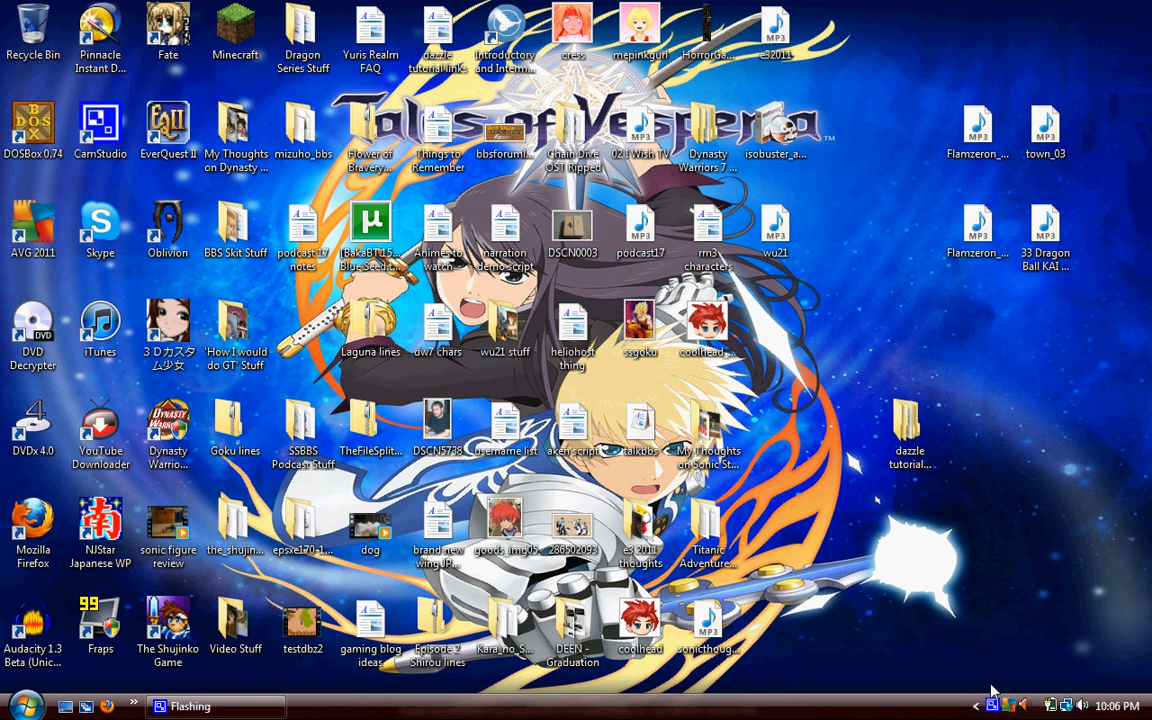 Recycle Bin
Pinnacle
Instant D...
Fate
Minecraft
Dragon
Series Stuff
Yuris Realm
FAQ
dazzle
tutorial links
Introductory
and Interm...
cress
mepinkgurl
HorrorGa...
e32011
MP3
DOSBox 0.74
CamStudio
EverQuest II
My Thoughts
on Dynasty ...
mizuho_bbs
Flower of
Bravery...
Things to
Remember
bbsforumli...
Chain Dive
OST Ripped
02 I Wish TV
Dynasty
Warriors 7 ...
isobuster_a...
Flamzeron_...
town_03
Tales of Vesperia
TM
AVG 2011
Skype
Oblivion
BBS Skit Stuff
podcast 17
notes
[BakaBT.15...
Blue Seedit...
Animes to
watch
narration
demo script
DSCN0003
podcast17
rm3
characters
wu21
Flamzeron_...
33 Dragon
Ball KAI ...
DVD
Decrypter
iTunes
３Ｄカスタ
ム少女
'How I would
do GT' Stuff
Laguna lines
dw7 chars
wu21 stuff
heliohost
thing
ssgoku
coolhead_...
DVDx 4.0
YouTube
Downloader
Dynasty
Warrio...
Goku lines
SSBBS
Podcast Stuff
TheFileSplit...
DSCN5738
username list
aken script
talkbbs
My Thoughts
on Sonic St...
dazzle
tutorial...
Mozilla
Firefox
NJStar
Japanese WP
sonic figure
review
the_shujin...
epsxe170-1...
dog
brand new
wing JP...
goods_img05
286502093
e3 2011
thoughts
Titanic
Adventure...
Audacity 1.3
Beta (Unic...
99
Fraps
The Shujinko
Game
Video Stuff
testdbz2
gaming blog
ideas
Episode 2
Shirou lines
Kara_no_S...
DEEN -
Graduation
coolhead
sonicthoug...
Flashing
10:06 PM